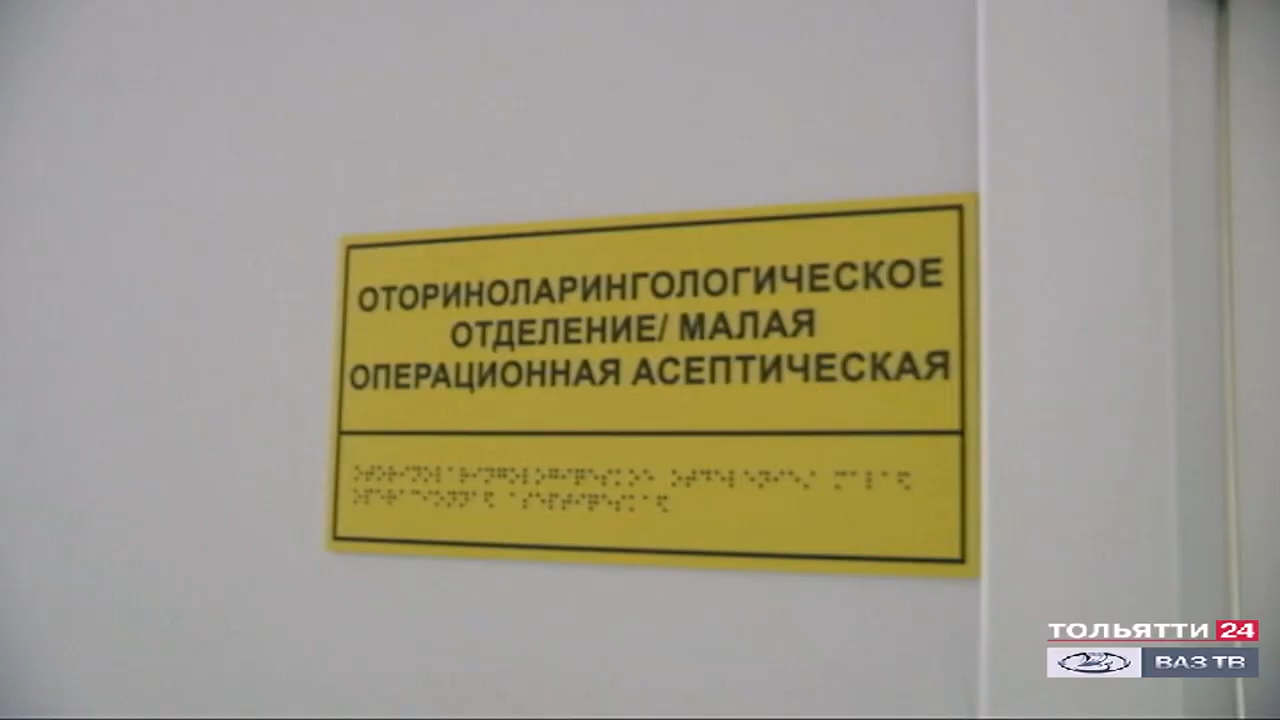 ОТОРИНОЛАРИНГОЛОГИЧЕСКОЕ
ОТДЕЛЕНИЕ/ МАЛАЯ
ОПЕРАЦИОННАЯ АСЕПТИЧЕСКАЯ
ТОЛЬЯТТИ 24
ВАЗ ТВ